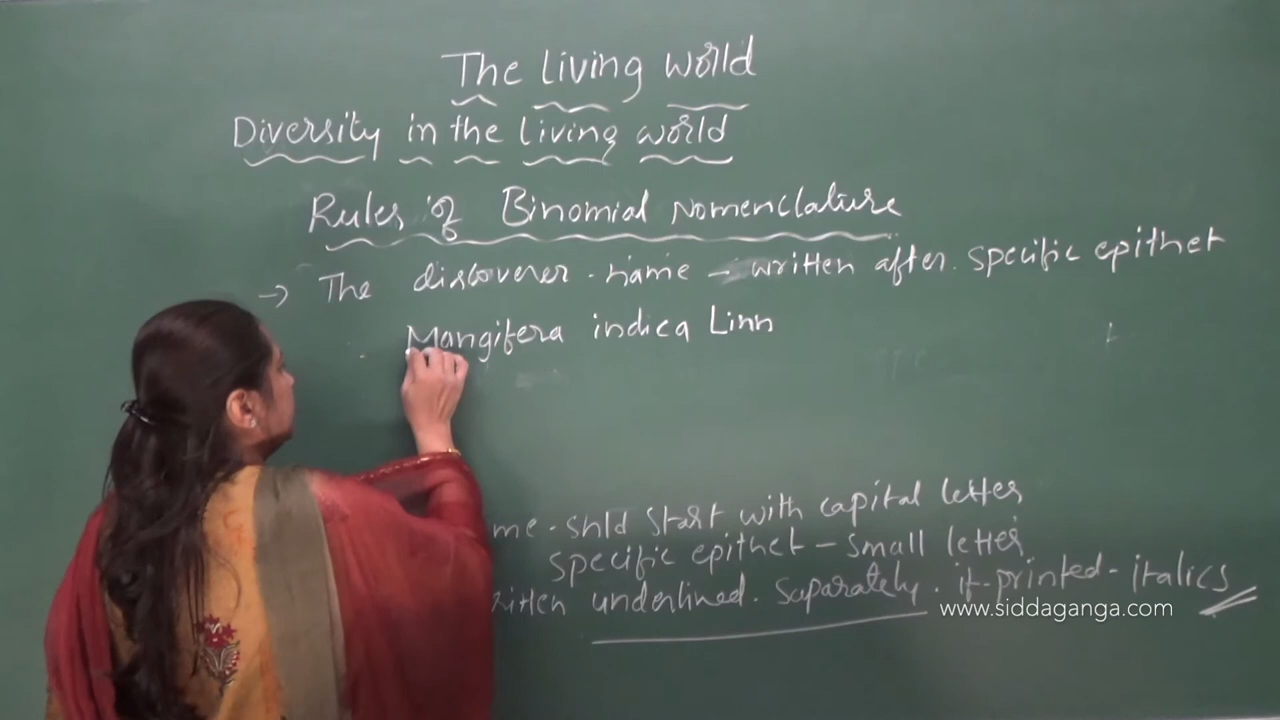 The living world
Diversity in the living world
Rules of Binomial Nomenclature
→ The discoverer. name - written after. specific epithet
Mangifera indica Linn
me. shld start with capital letter
specific epithet - small letter
ritten underlined. Saparately. if-printed-italics
www.siddaganga.com